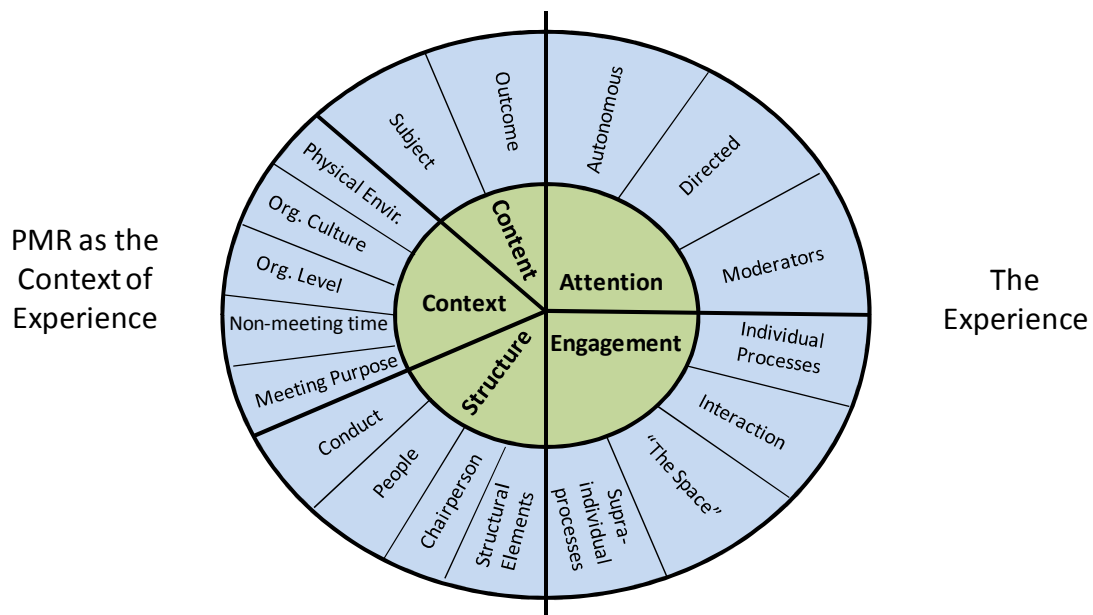 PMR as the
Context of
Experience
Outcome
Subject
Physical Envir.
Org. Culture
Org. Level
Non-meeting time
Meeting Purpose
Conduct
People
Chairperson
Structural
Elements
Content
Context
Structure
Attention
Engagement
Autonomous
Directed
Moderators
Individual
Processes
Interaction
“The Space”
Supra-
individual
processes
The
Experience